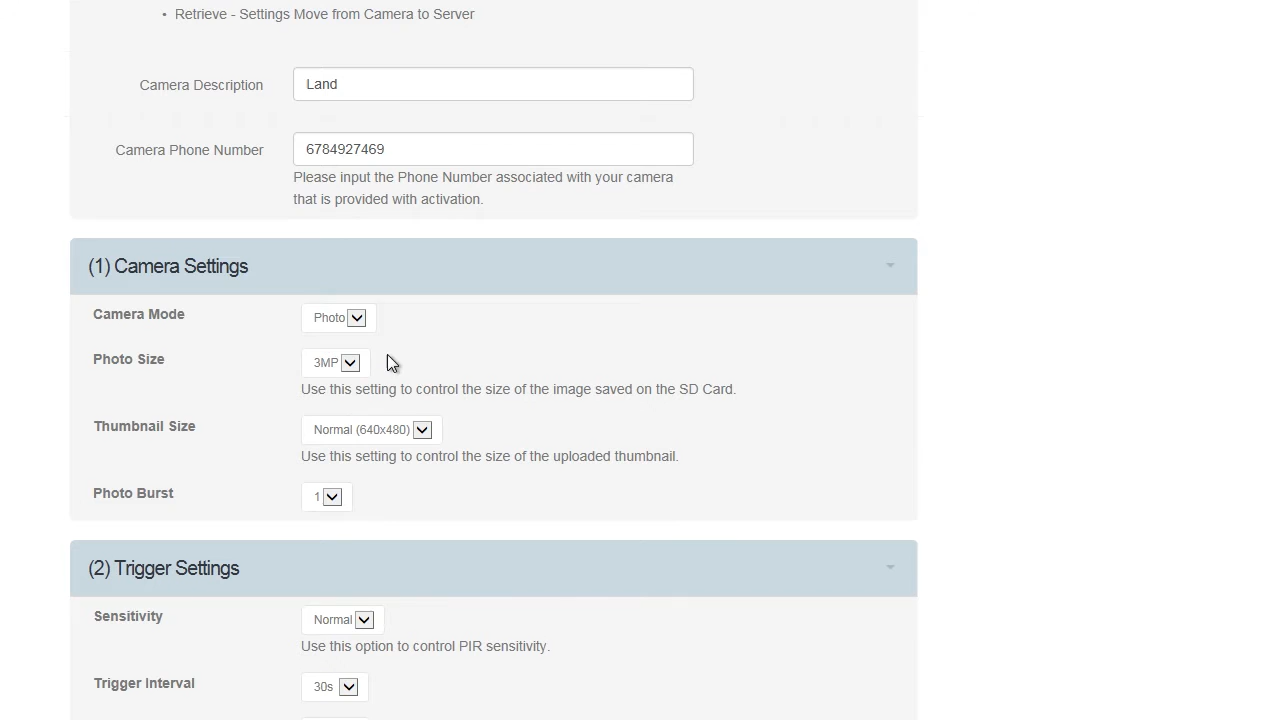 • Retrieve - Settings Move from Camera to Server
Camera Description Land
Camera Phone Number 6784927469
Please input the Phone Number associated with your camera
that is provided with activation.
(1) Camera Settings
Camera Mode Photo
Photo Size 3MP
Use this setting to control the size of the image saved on the SD Card.
Thumbnail Size Normal (640x480)
Use this setting to control the size of the uploaded thumbnail.
Photo Burst 1
(2) Trigger Settings
Sensitivity Normal
Use this option to control PIR sensitivity.
Trigger Interval 30s